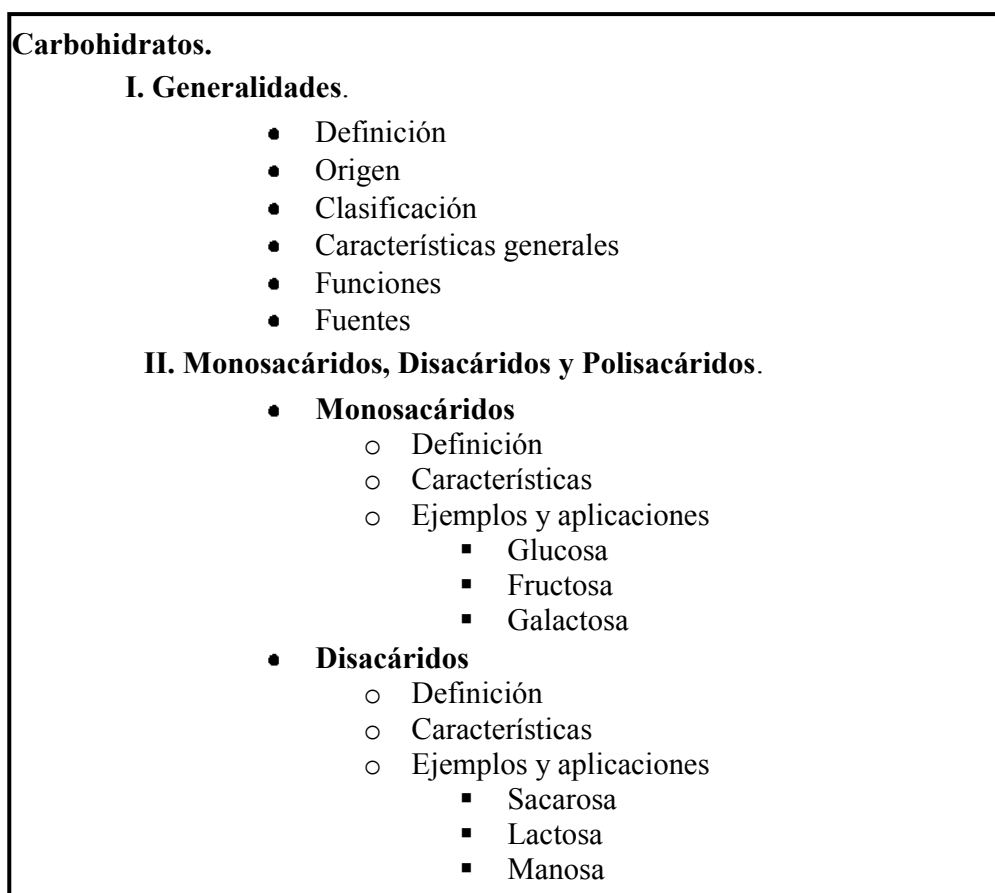 Carbohidratos.
I. Generalidades.
• Definición
• Origen
• Clasificación
• Características generales
• Funciones
• Fuentes
II. Monosacáridos, Disacáridos y Polisacáridos.
• Monosacáridos
o Definición
o Características
o Ejemplos y aplicaciones
▪ Glucosa
▪ Fructosa
▪ Galactosa
• Disacáridos
o Definición
o Características
o Ejemplos y aplicaciones
▪ Sacarosa
▪ Lactosa
▪ Manosa